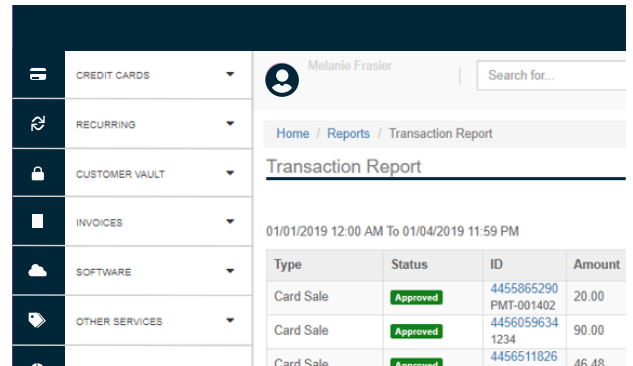 Melanie Frasier
Search for...
CREDIT CARDS
RECURRING
CUSTOMER VAULT
INVOICES
SOFTWARE
OTHER SERVICES
Home / Reports / Transaction Report
Transaction Report
01/01/2019 12:00 AM To 01/04/2019 11:59 PM
Type Status ID Amount
Card Sale Approved 4455865290 20.00
PMT-001402
Card Sale Approved 4456059634 90.00
1234
Card Sale Approved 4456511826 46.48